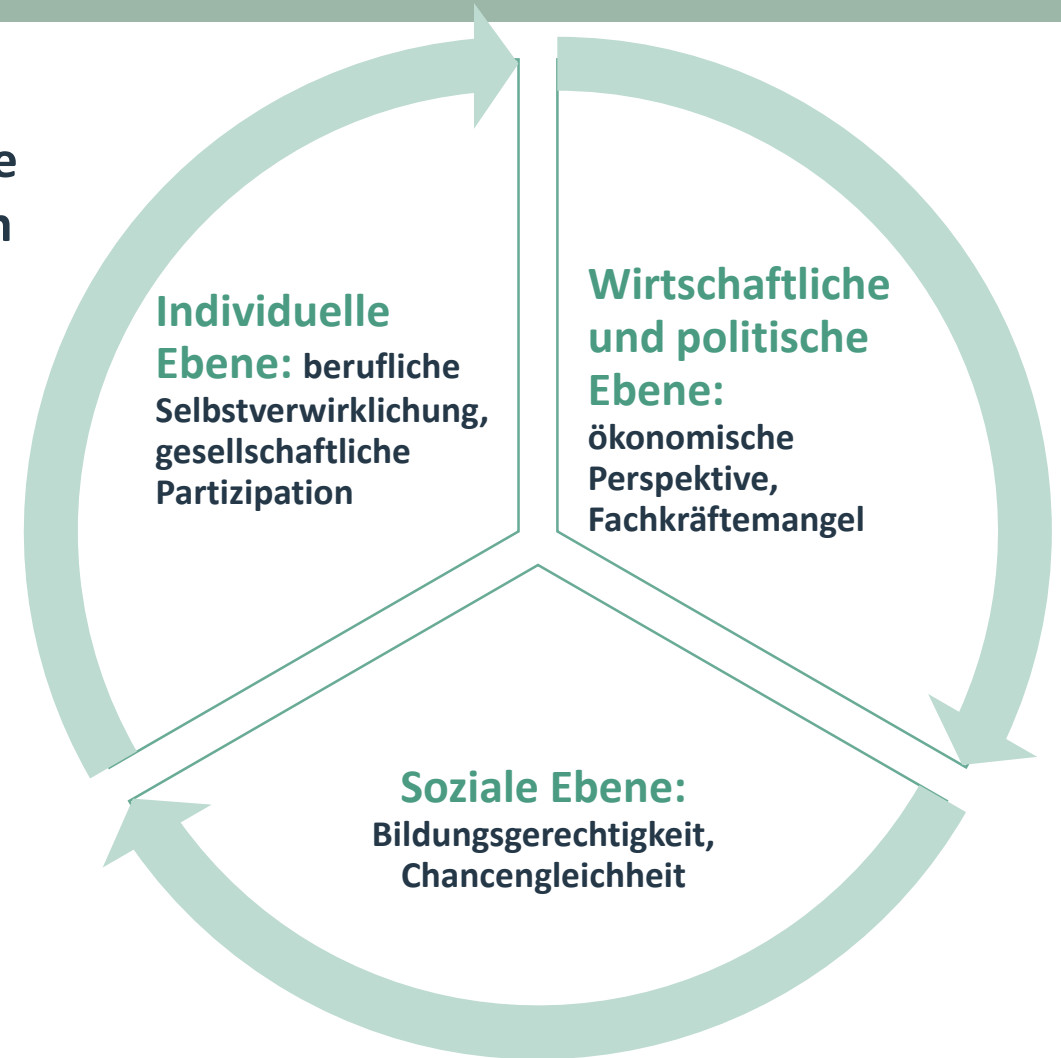 e
n
Individuelle
Ebene: berufliche
Selbstverwirklichung,
gesellschaftliche
Partizipation
Wirtschaftliche
und politische
Ebene:
ökonomische
Perspektive,
Fachkräftemangel
Soziale Ebene:
Bildungsgerechtigkeit,
Chancengleichheit